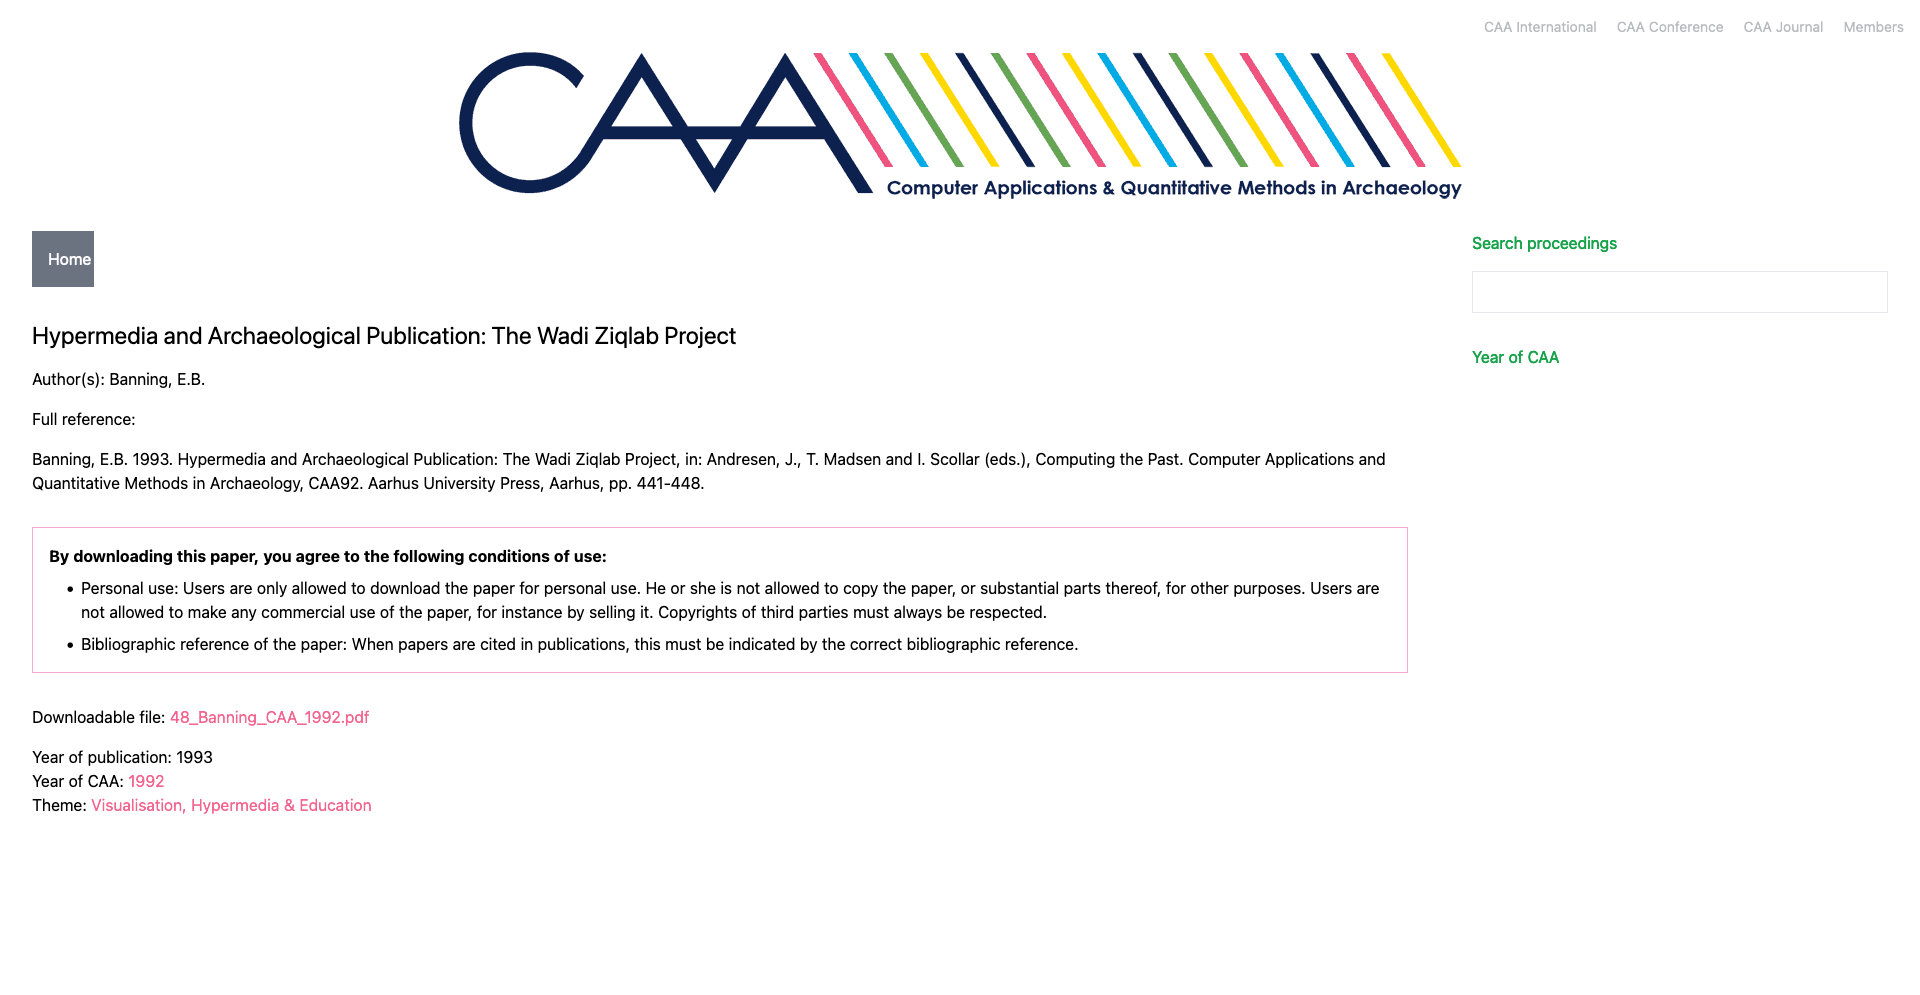 CAA International CAA Conference CAA Journal Members
CAA
Computer Applications & Quantitative Methods in Archaeology
Home
Search proceedings
Year of CAA
Hypermedia and Archaeological Publication: The Wadi Ziqlab Project
Author(s): Banning, E.B.
Full reference:
Banning, E.B. 1993. Hypermedia and Archaeological Publication: The Wadi Ziqlab Project, in: Andresen, J., T. Madsen and I. Scollar (eds.), Computing the Past. Computer Applications and
Quantitative Methods in Archaeology, CAA92. Aarhus University Press, Aarhus, pp. 441-448.
By downloading this paper, you agree to the following conditions of use:
• Personal use: Users are only allowed to download the paper for personal use. He or she is not allowed to copy the paper, or substantial parts thereof, for other purposes. Users are
not allowed to make any commercial use of the paper, for instance by selling it. Copyrights of third parties must always be respected.
• Bibliographic reference of the paper: When papers are cited in publications, this must be indicated by the correct bibliographic reference.
Downloadable file: 48_Banning_CAA_1992.pdf
Year of publication: 1993
Year of CAA: 1992
Theme: Visualisation, Hypermedia & Education